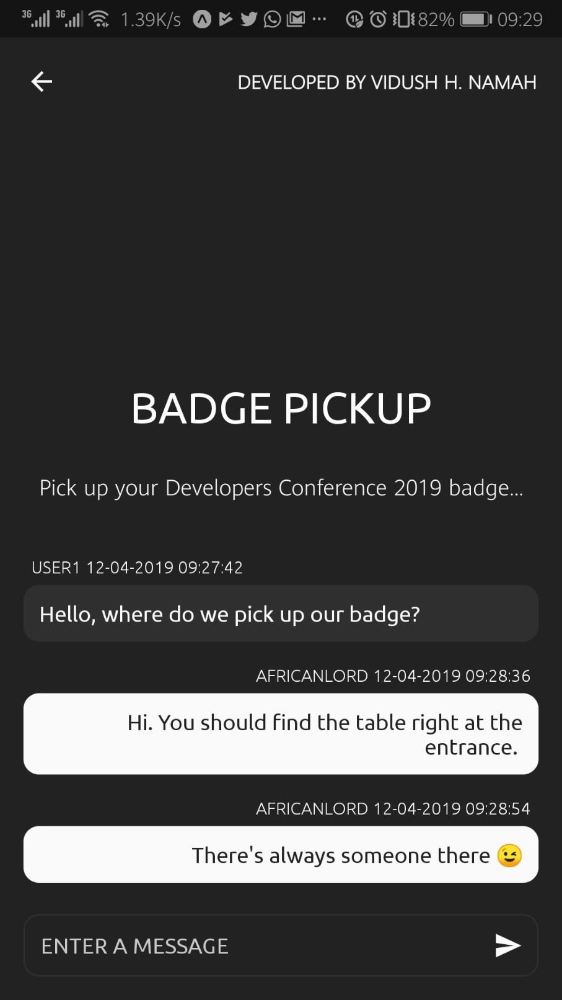 3G 3G 1.39K/s ... 82% 09:29
DEVELOPED BY VIDUSH H. NAMAH
BADGE PICKUP
Pick up your Developers Conference 2019 badge...
USER1 12-04-2019 09:27:42
Hello, where do we pick up our badge?
AFRICANLORD 12-04-2019 09:28:36
Hi. You should find the table right at the
entrance.
AFRICANLORD 12-04-2019 09:28:54
There's always someone there 😉
ENTER A MESSAGE